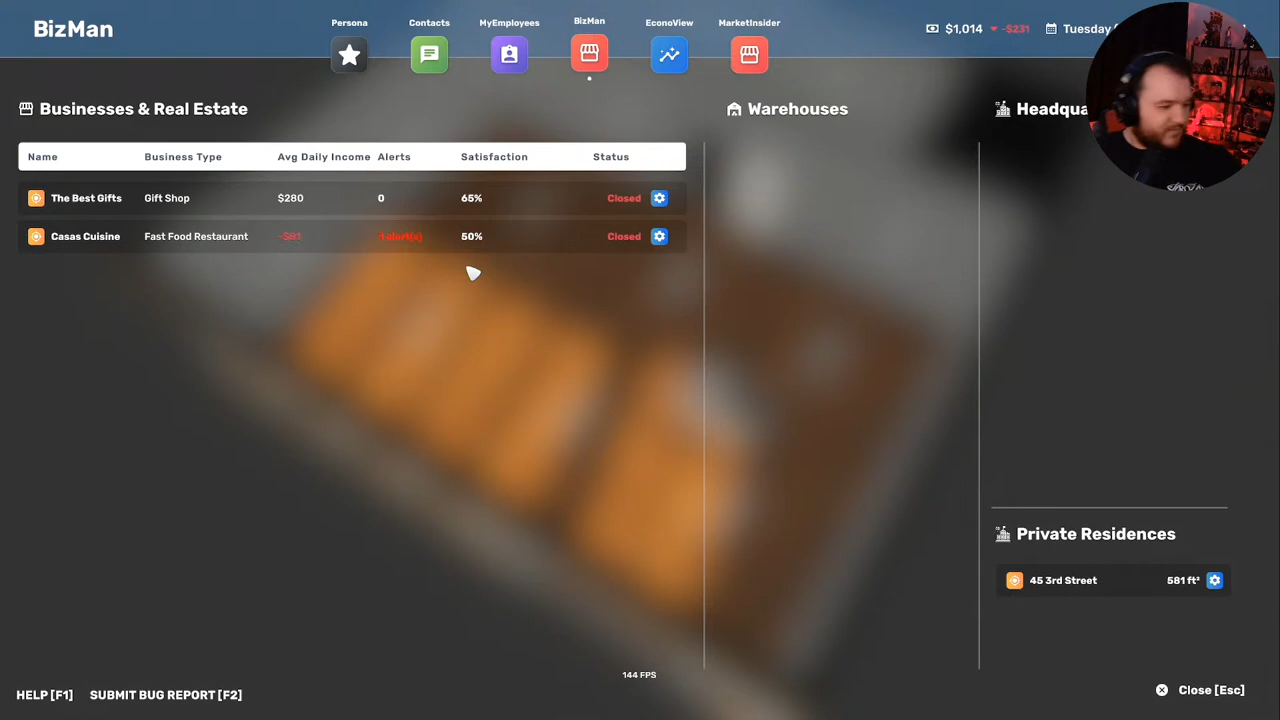 BizMan
Persona
Contacts
MyEmployees
BizMan
EconoView
MarketInsider
$1,014
-$231
Tuesday
Businesses & Real Estate
Warehouses
Name Business Type Avg Daily Income Alerts Satisfaction Status
The Best Gifts Gift Shop $280 0 65% Closed
Casas Cuisine Fast Food Restaurant -$81 1 alert(s) 50% Closed
Private Residences
45 3rd Street 581 ft²
144 FPS
HELP [F1] SUBMIT BUG REPORT [F2]
Close [Esc]